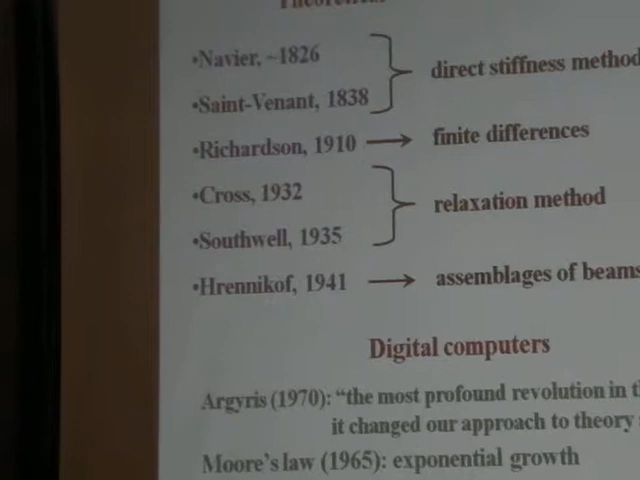 •Navier, ~1826
direct stiffness method
•Saint-Venant, 1838
•Richardson, 1910 → finite differences
•Cross, 1932
relaxation method
•Southwell, 1935
•Hrennikof, 1941 → assemblages of beams
Digital computers
Argyris (1970): “the most profound revolution in
it changed our approach to theory
Moore's law (1965): exponential growth